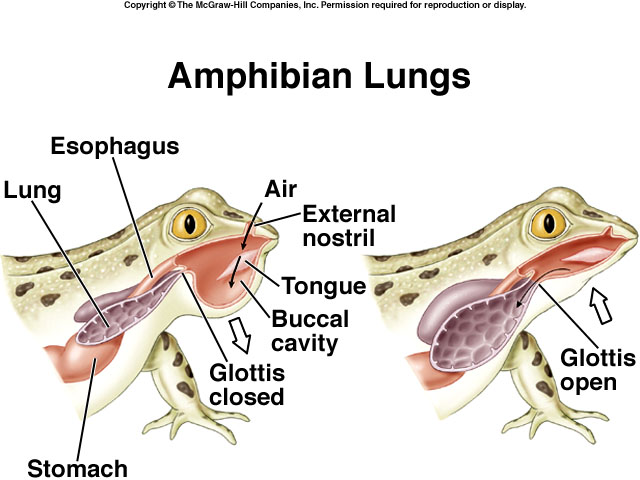 Copyright © The McGraw-Hill Companies, Inc. Permission required for reproduction or display.
Amphibian Lungs
Esophagus
Lung
Air
External
nostril
Tongue
Buccal
cavity
Glottis
closed
Stomach
Glottis
open